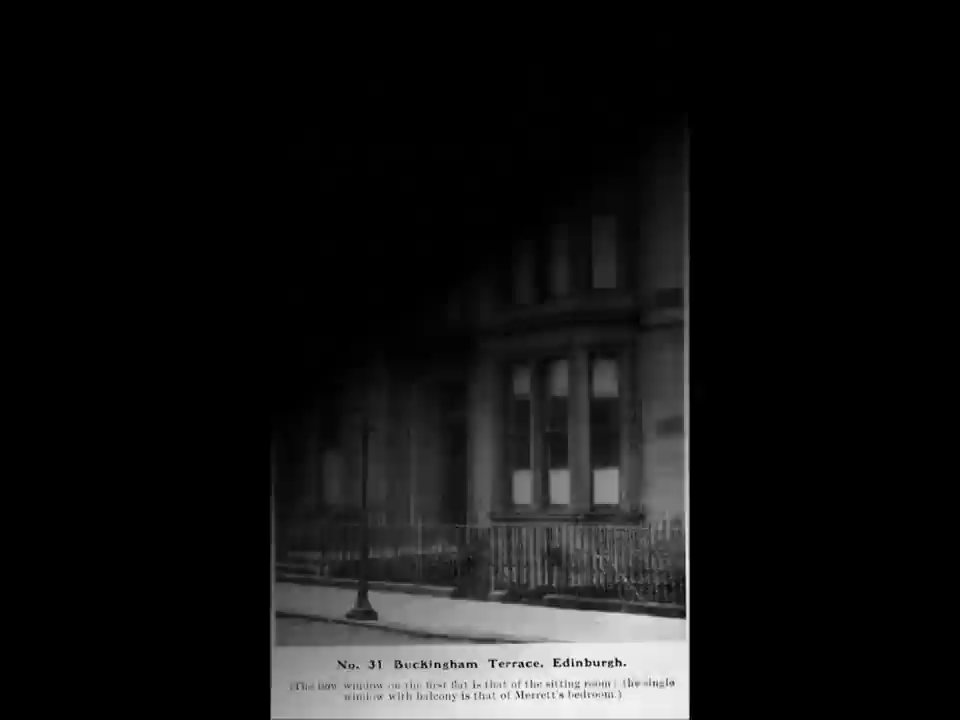 No. 31 Buckingham Terrace, Edinburgh.
(The bow window on the first flat is that of the sitting room; the single
window with balcony is that of Merrett's bedroom.)